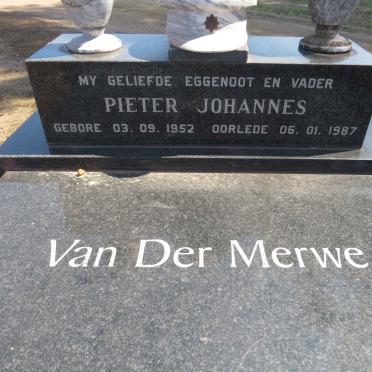 MY GELIEFDE EGGENOOT EN VADER
PIETER JOHANNES
GEBORE 03. 09. 1952 OORLEDE 06. 01. 1987
Van Der Merwe